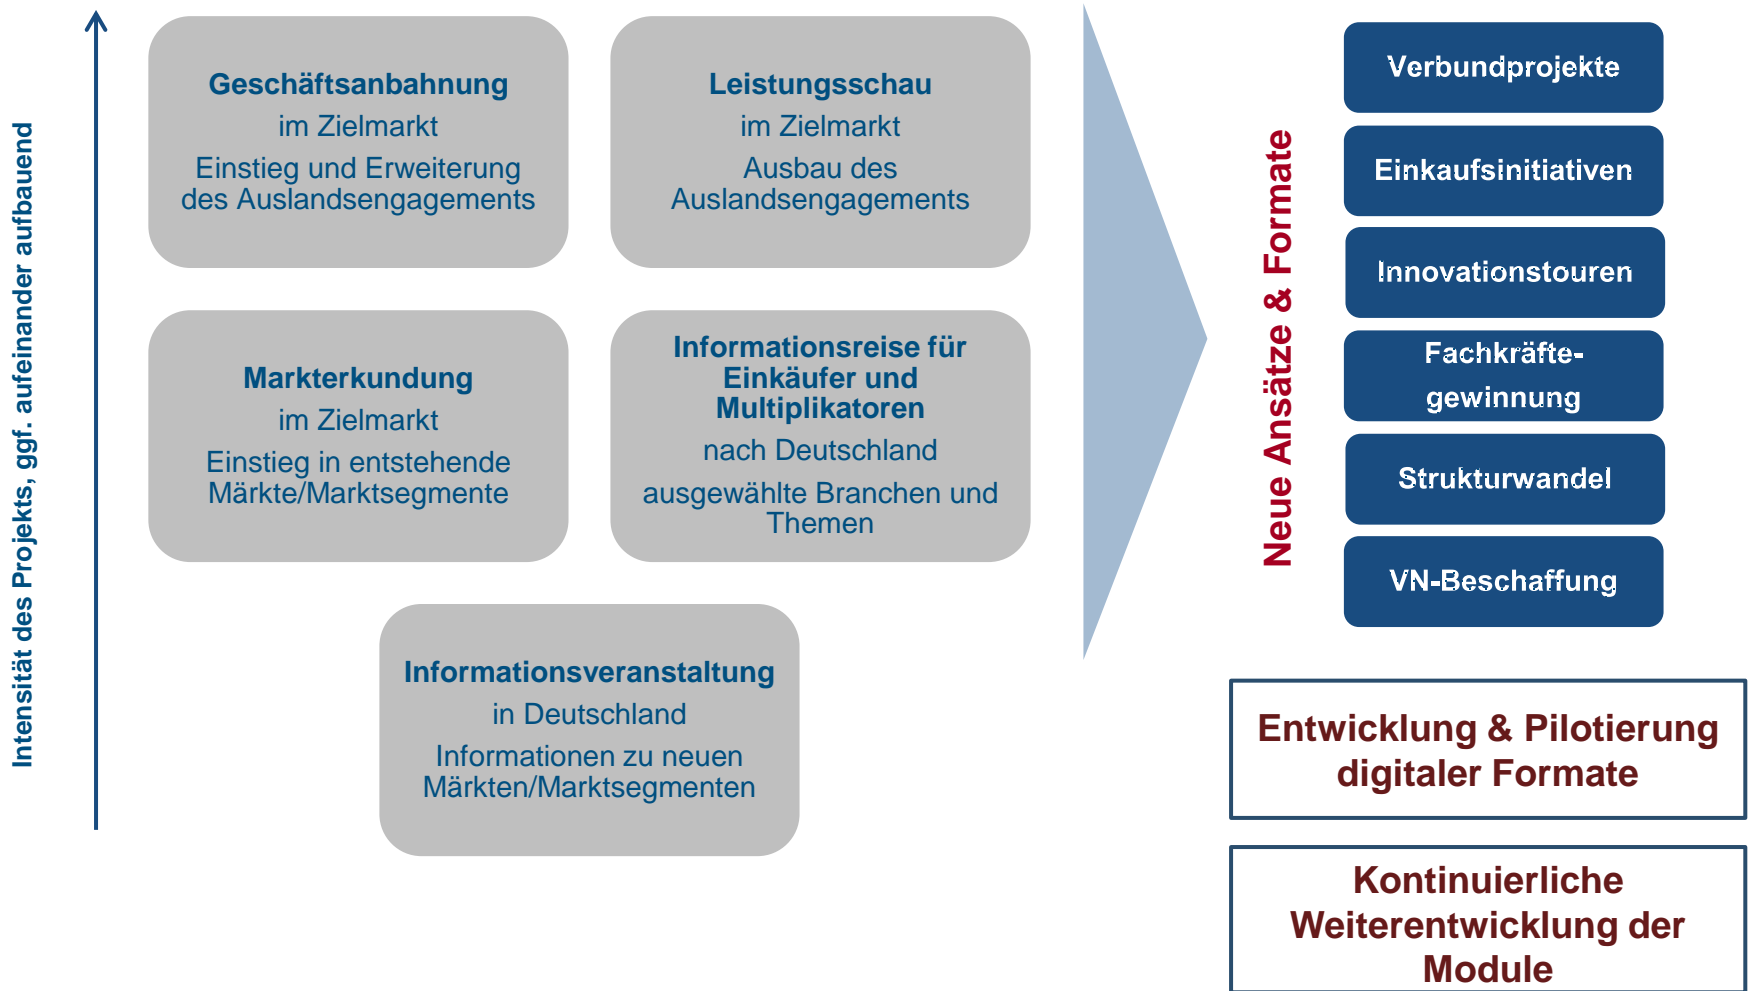 Intensität des Projekts, ggf. aufeinander aufbauend
Geschäftsanbahnung
im Zielmarkt
Einstieg und Erweiterung
des Auslandsengagements
Leistungsschau
im Zielmarkt
Ausbau des
Auslandsengagements
Markterkundung
im Zielmarkt
Einstieg in entstehende
Märkte/Marktsegmente
Informationsreise für
Einkäufer und
Multiplikatoren
nach Deutschland
ausgewählte Branchen und
Themen
Informationsveranstaltung
in Deutschland
Informationen zu neuen
Märkten/Marktsegmenten
Neue Ansätze & Formate
Verbundprojekte
Einkaufsinitiativen
Innovationstouren
Fachkräfte-
gewinnung
Strukturwandel
VN-Beschaffung
Entwicklung & Pilotierung
digitaler Formate
Kontinuierliche
Weiterentwicklung der
Module